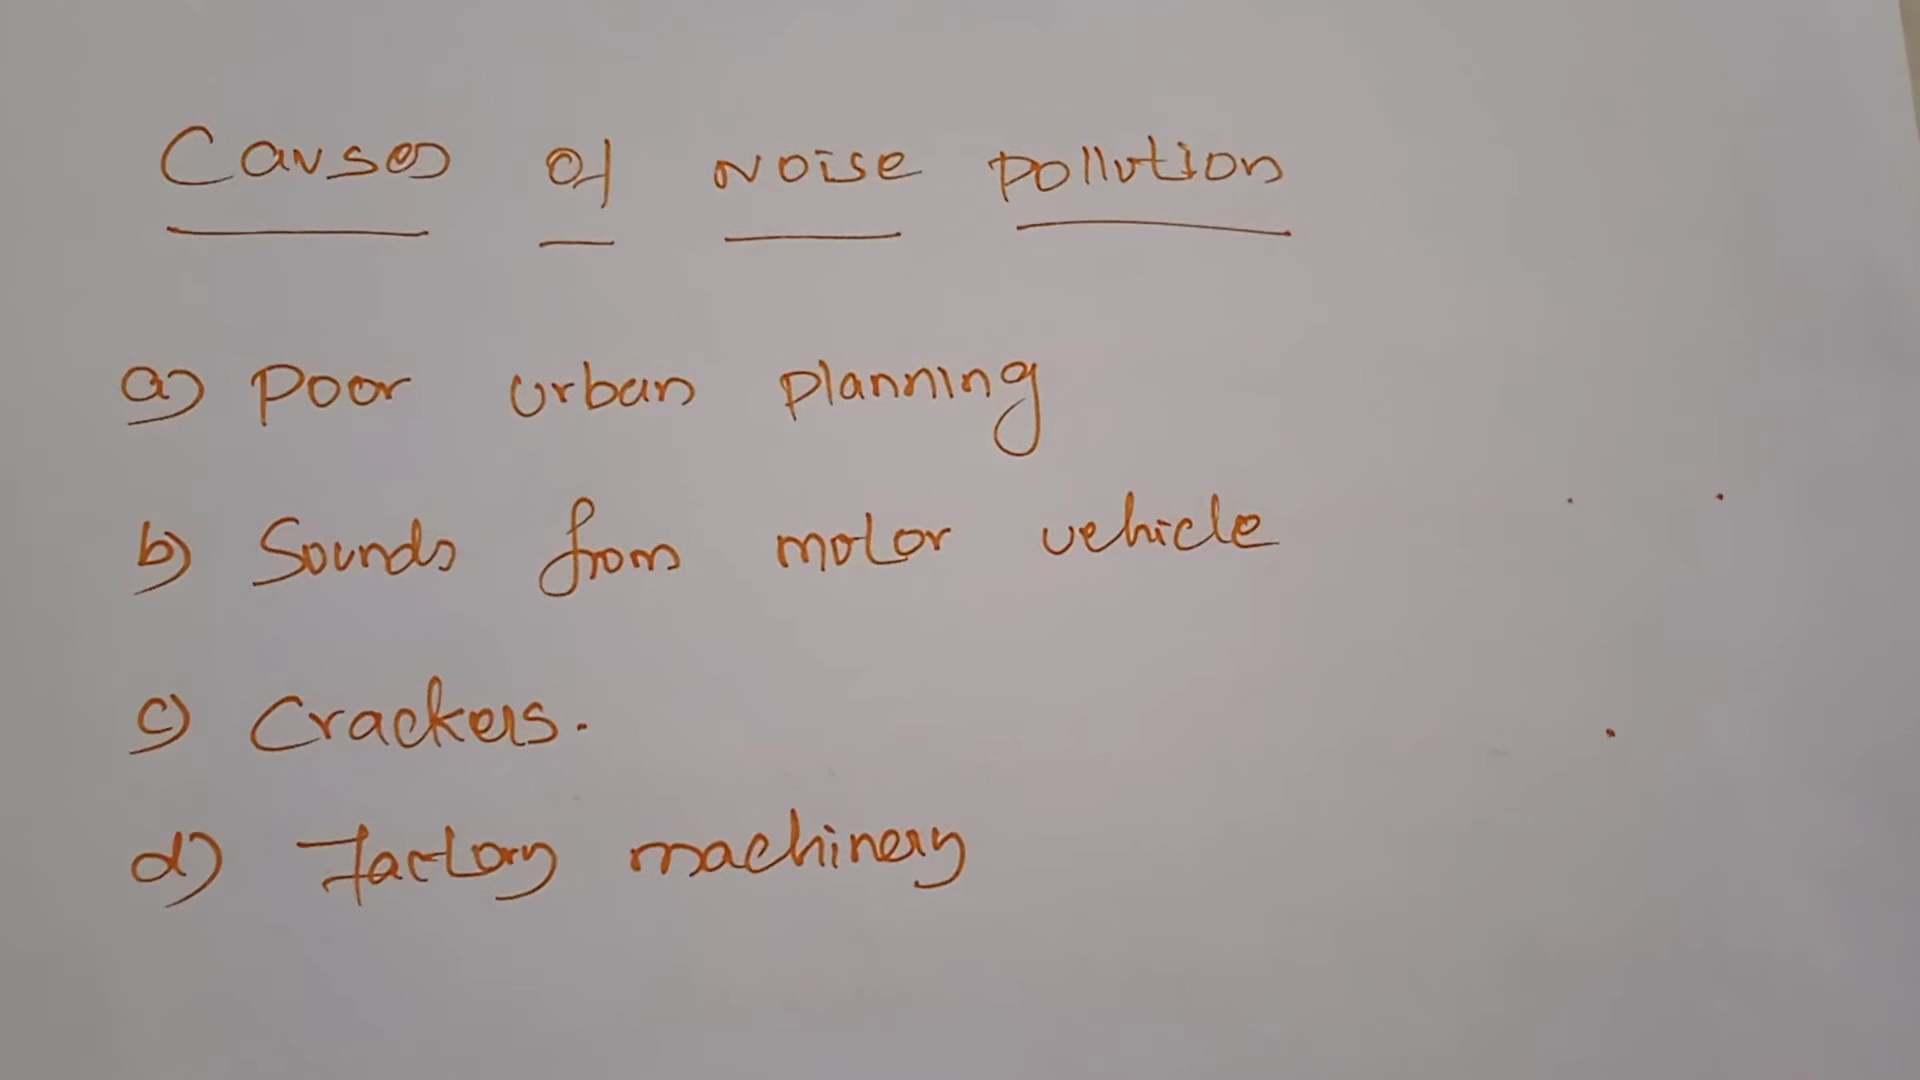 Causes of Noise pollution
a) Poor urban planning
b) Sounds from motor vehicle
c) Crackers.
d) Factory machinery